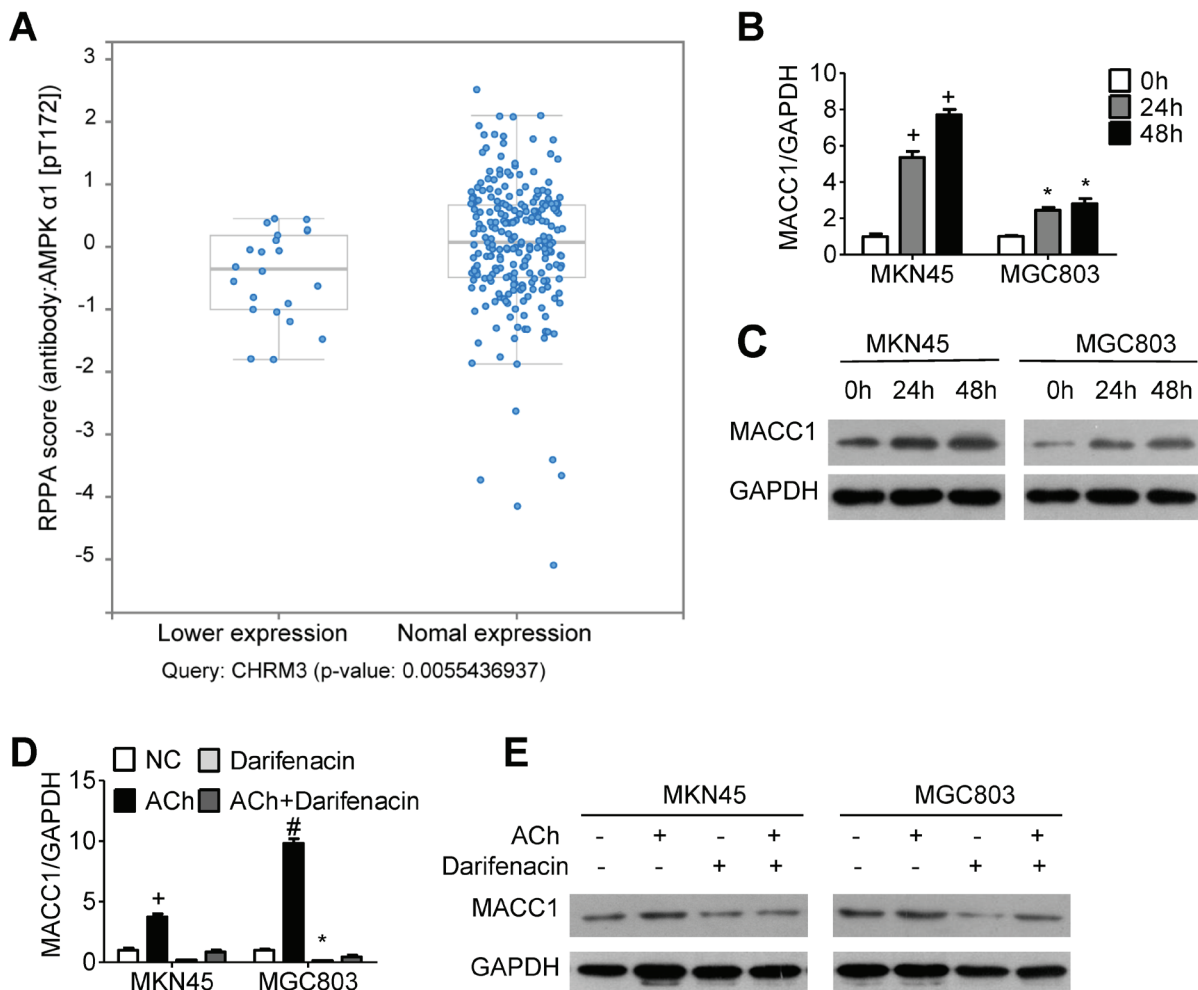 A
RPPA score (antibody:AMPK α1 [pT172])
3
2
1
0
-1
-2
-3
-4
-5
Lower expression
Nomal expression
Query: CHRM3 (p-value: 0.0055436937)
B
MACC1/GAPDH
10
8
6
4
2
0
+
+
*
*
MKN45
MGC803
0h
24h
48h
C
MKN45
MGC803
0h 24h 48h
0h 24h 48h
MACC1
GAPDH
D
NC
Darifenacin
ACh
ACh+Darifenacin
MACC1/GAPDH
15
10
5
0
+
#
*
MKN45
MGC803
E
MKN45
MGC803
ACh - + - + - + - +
Darifenacin - - + + - - + +
MACC1
GAPDH